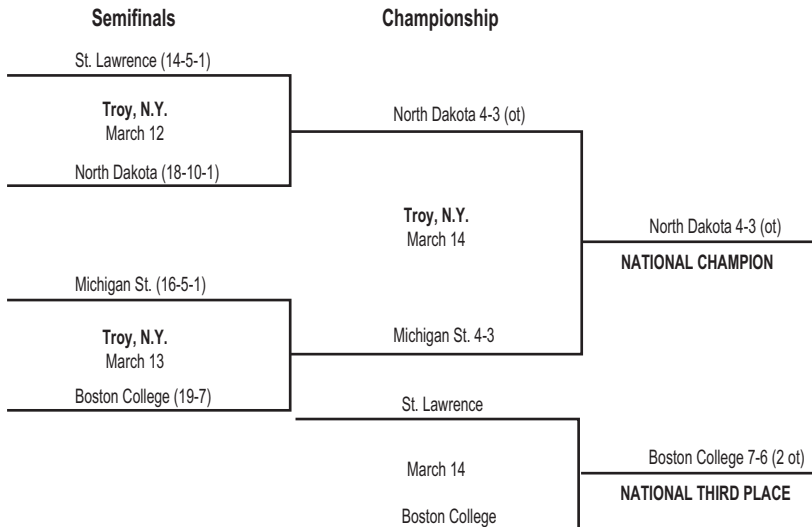 Semifinals
Championship
St. Lawrence (14-5-1)
Troy, N.Y.
March 12
North Dakota (18-10-1)
North Dakota 4-3 (ot)
Troy, N.Y.
March 14
North Dakota 4-3 (ot)
NATIONAL CHAMPION
Michigan St. (16-5-1)
Troy, N.Y.
March 13
Boston College (19-7)
Michigan St. 4-3
St. Lawrence
March 14
Boston College
Boston College 7-6 (2 ot)
NATIONAL THIRD PLACE